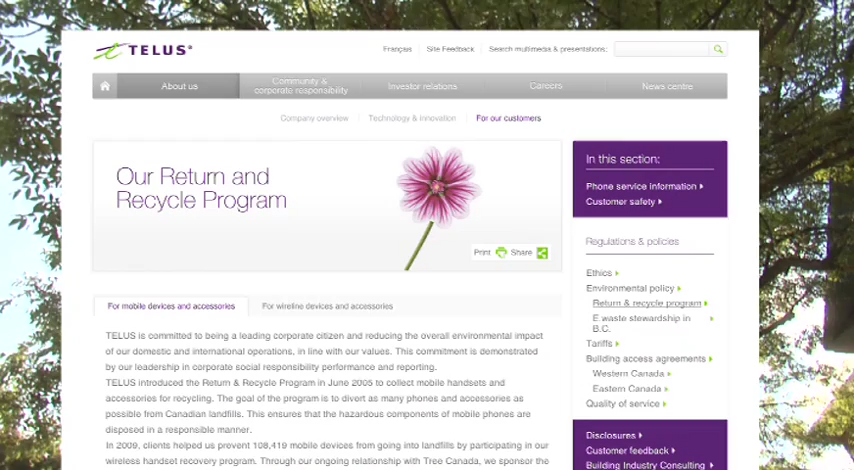 TELUS®
Français
Site Feedback
Search multimedia & presentations:
About us
Community &
corporate responsibility
Investor relations
Careers
News centre
Company overview
Technology & innovation
For our customers
Our Return and
Recycle Program
Print
Share
In this section:
Phone service information
Customer safety
Regulations & policies
Ethics
Environmental policy
Return & recycle program
E.waste stewardship in
B.C.
Tariffs
Building access agreements
Western Canada
Eastern Canada
Quality of service
Disclosures
Customer feedback
Building Industry Consulting
For mobile devices and accessories
For wireline devices and accessories
TELUS is committed to being a leading corporate citizen and reducing the overall environmental impact
of our domestic and international operations, in line with our values. This commitment is demonstrated
by our leadership in corporate social responsibility performance and reporting.
TELUS introduced the Return & Recycle Program in June 2005 to collect mobile handsets and
accessories for recycling. The goal of the program is to divert as many phones and accessories as
possible from Canadian landfills. This ensures that the hazardous components of mobile phones are
disposed in a responsible manner.
In 2009, clients helped us prevent 108,419 mobile devices from going into landfills by participating in our
wireless handset recovery program. Through our ongoing relationship with Tree Canada, we sponsor the